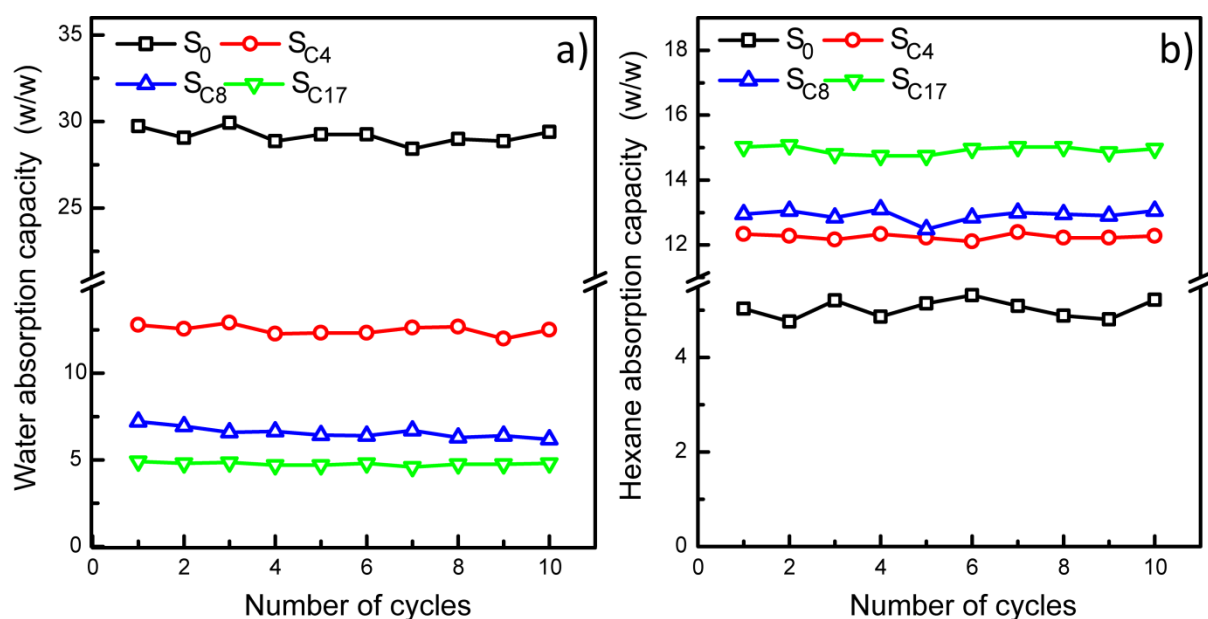 a)
S0 SC4
SC8 SC17
Water absorption capacity (w/w)
35
30
25
10
5
0
0 2 4 6 8 10
Number of cycles
b)
S0 SC4
SC8 SC17
Hexane absorption capacity (w/w)
18
16
14
12
4
2
0
0 2 4 6 8 10
Number of cycles